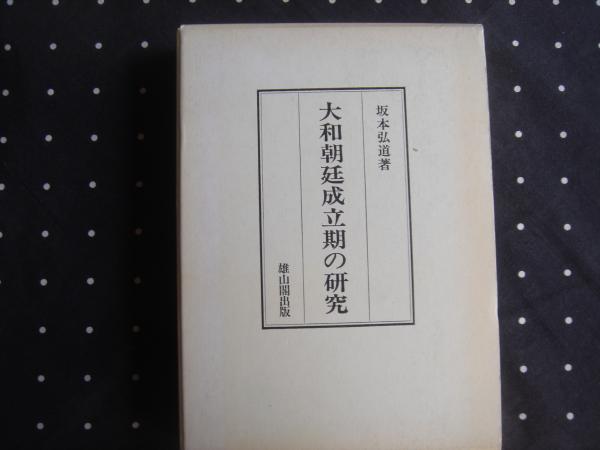 坂本弘道著
大和朝廷成立期の研究
雄山閣出版